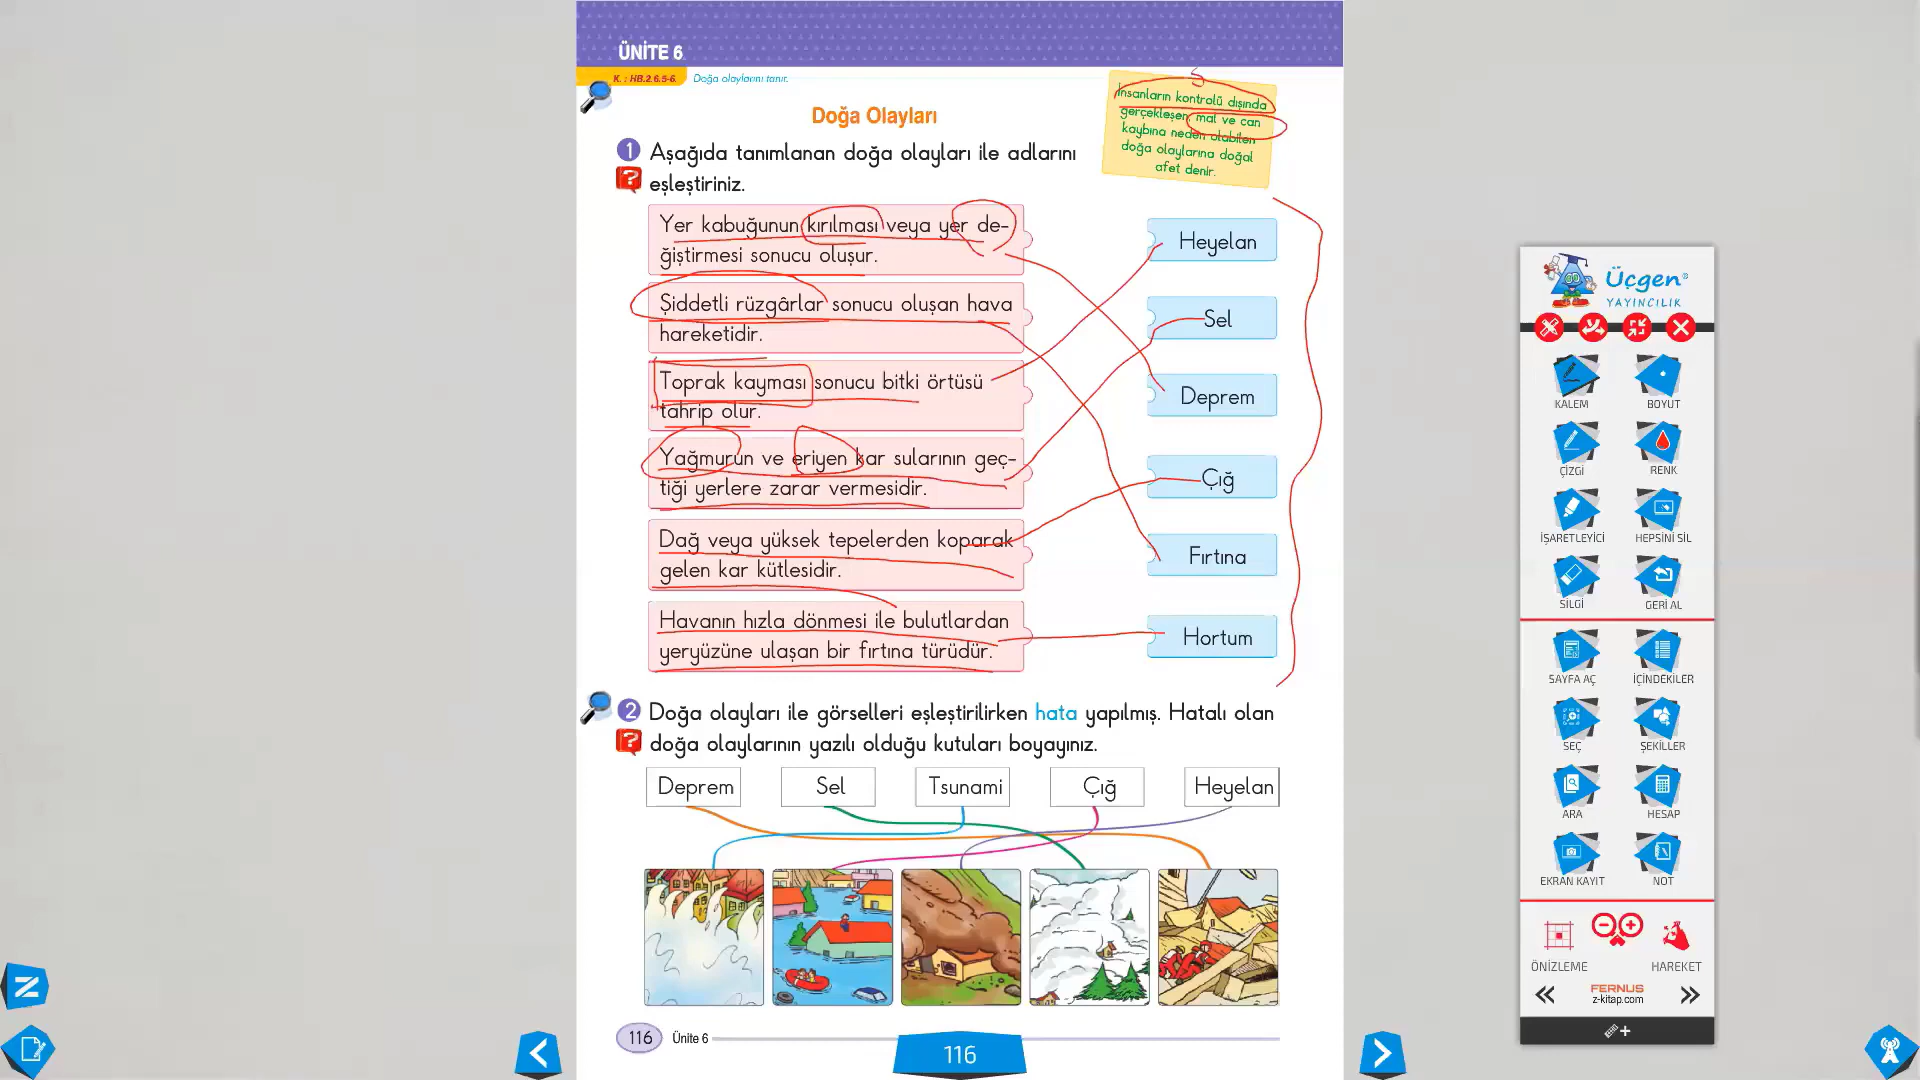 ÜNİTE 6
K. : HB.2.6.5-6.
Doğa olaylarını tanır.
İnsanların kontrolü dışında
gerçekleşen, mal ve can
kaybına neden olabilen
doğa olaylarına doğal
afet denir.
Doğa Olayları
1 Aşağıda tanımlanan doğa olayları ile adlarını
eşleştiriniz.
Yer kabuğunun kırılması veya yer de-
ğiştirmesi sonucu oluşur.
Heyelan
Şiddetli rüzgârlar sonucu oluşan hava
hareketidir.
Sel
Toprak kayması sonucu bitki örtüsü
tahrip olur.
Deprem
Yağmurun ve eriyen kar sularının geç-
tiği yerlere zarar vermesidir.
Çığ
Dağ veya yüksek tepelerden koparak
gelen kar kütlesidir.
Fırtına
Havanın hızla dönmesi ile bulutlardan
yeryüzüne ulaşan bir fırtına türüdür.
Hortum
2 Doğa olayları ile görselleri eşleştirilirken hata yapılmış. Hatalı olan
doğa olaylarının yazılı olduğu kutuları boyayınız.
Deprem Sel Tsunami Çığ Heyelan
116 Ünite 6
116
Üçgen®
YAYINCILIK
KALEM BOYUT
ÇİZGİ RENK
İŞARETLEYİCİ HEPSİNİ SİL
SİLGİ GERİ AL
SAYFA AÇ İÇİNDEKİLER
SEÇ ŞEKİLLER
ARA HESAP
EKRAN KAYIT NOT
ÖNİZLEME HAREKET
FERNUS
z-kitap.com